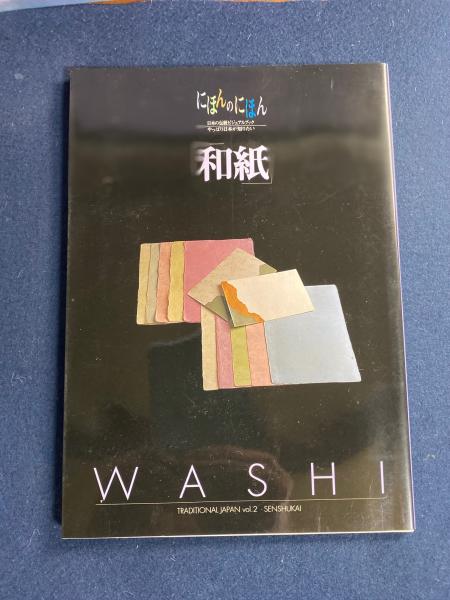 にほんのにほん
日本の伝統ビジュアルブック
やっぱり日本が知りたい
「和紙」
WASHI
TRADITIONAL JAPAN vol.2 SENSHUKAI